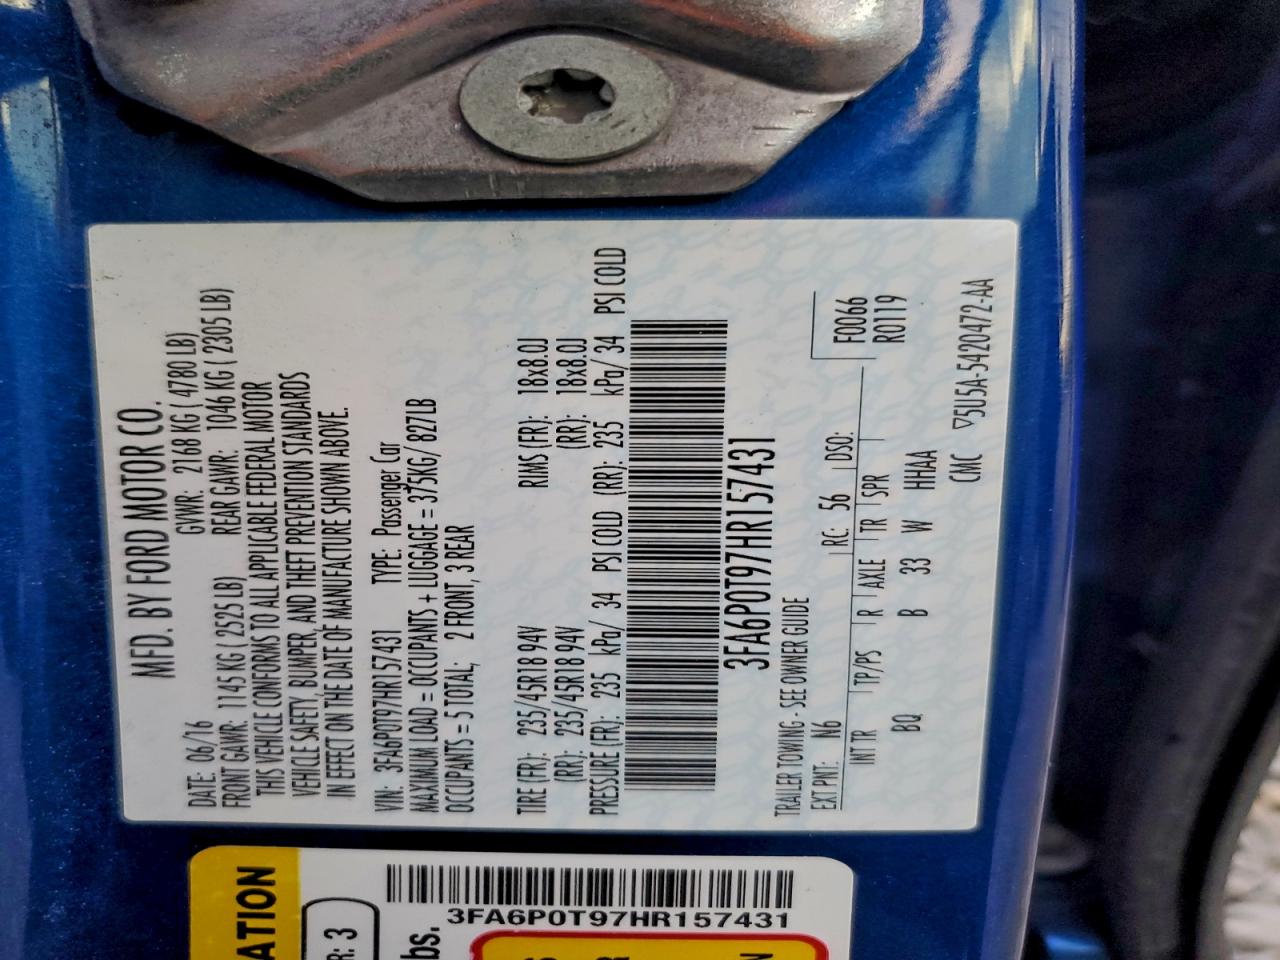 MFD. BY FORD MOTOR CO.
DATE: 06/16 GVWR: 2168 KG ( 4780 LB)
FRONT GAWR: 1145 KG ( 2525 LB) REAR GAWR: 1046 KG ( 2305 LB)
THIS VEHICLE CONFORMS TO ALL APPLICABLE FEDERAL MOTOR
VEHICLE SAFETY, BUMPER, AND THEFT PREVENTION STANDARDS
IN EFFECT ON THE DATE OF MANUFACTURE SHOWN ABOVE.
VIN: 3FA6P0T97HR157431 TYPE: Passenger Car
MAXIMUM LOAD = OCCUPANTS + LUGGAGE = 375KG/ 827LB
OCCUPANTS = 5 TOTAL; 2 FRONT, 3 REAR
TIRE (FR): 235/45R18 94V RIMS (FR): 18x8.0J
(RR): 235/45R18 94V (RR): 18x8.0J
PRESSURE (FR): 235 kPa/ 34 PSI COLD (RR): 235 kPa/ 34 PSI COLD
3FA6P0T97HR157431
TRAILER TOWING - SEE OWNER GUIDE
EXT PNT: N6 RC: 56 DSO: F0066
INT TR TP/PS R AXLE TR SPR R0119
BQ B 33 W HHAA
CMC ▽5U5A-5420472-AA
ATION
R: 3
3FA6P0T97HR157431
lbs.